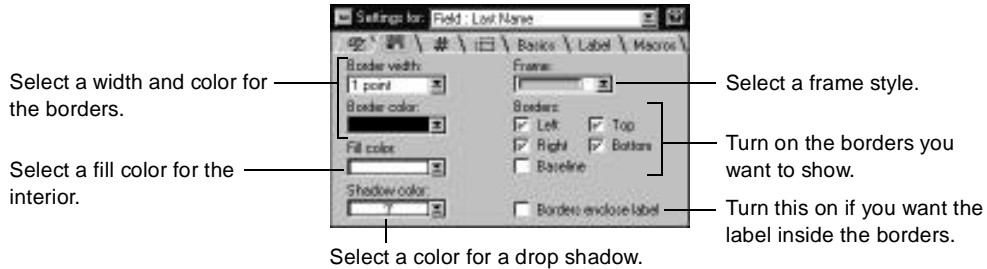 Settings for: Field : Last Name
# Basics Label Macros
Border width:
1 point
Border color:
Fill color:
Shadow color:
"T"
Frame:
Borders:
Left Top
Right Bottom
Baseline
Borders enclose label
Select a width and color for
the borders.
Select a fill color for the
interior.
Select a color for a drop shadow.
Select a frame style.
Turn on the borders you
want to show.
Turn this on if you want the
label inside the borders.